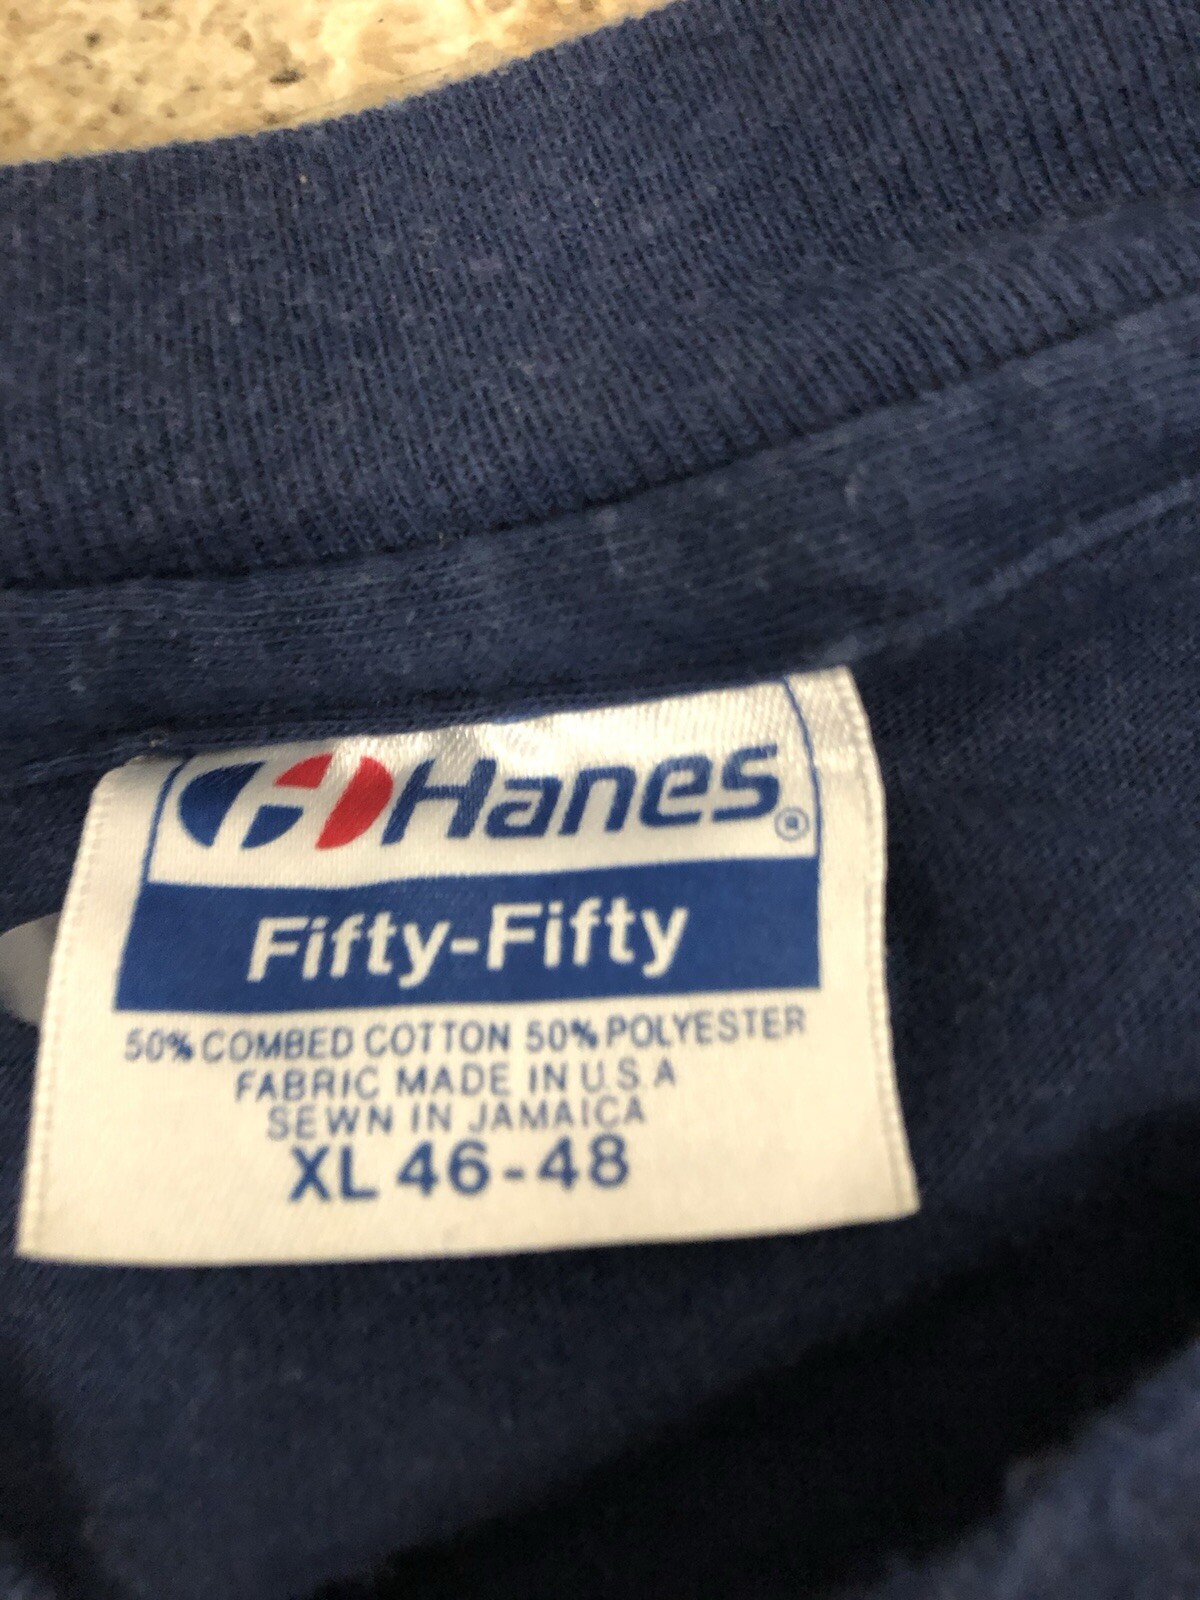 Hanes®
Fifty-Fifty
50% COMBED COTTON 50% POLYESTER
FABRIC MADE IN U.S.A
SEWN IN JAMAICA
XL 46-48